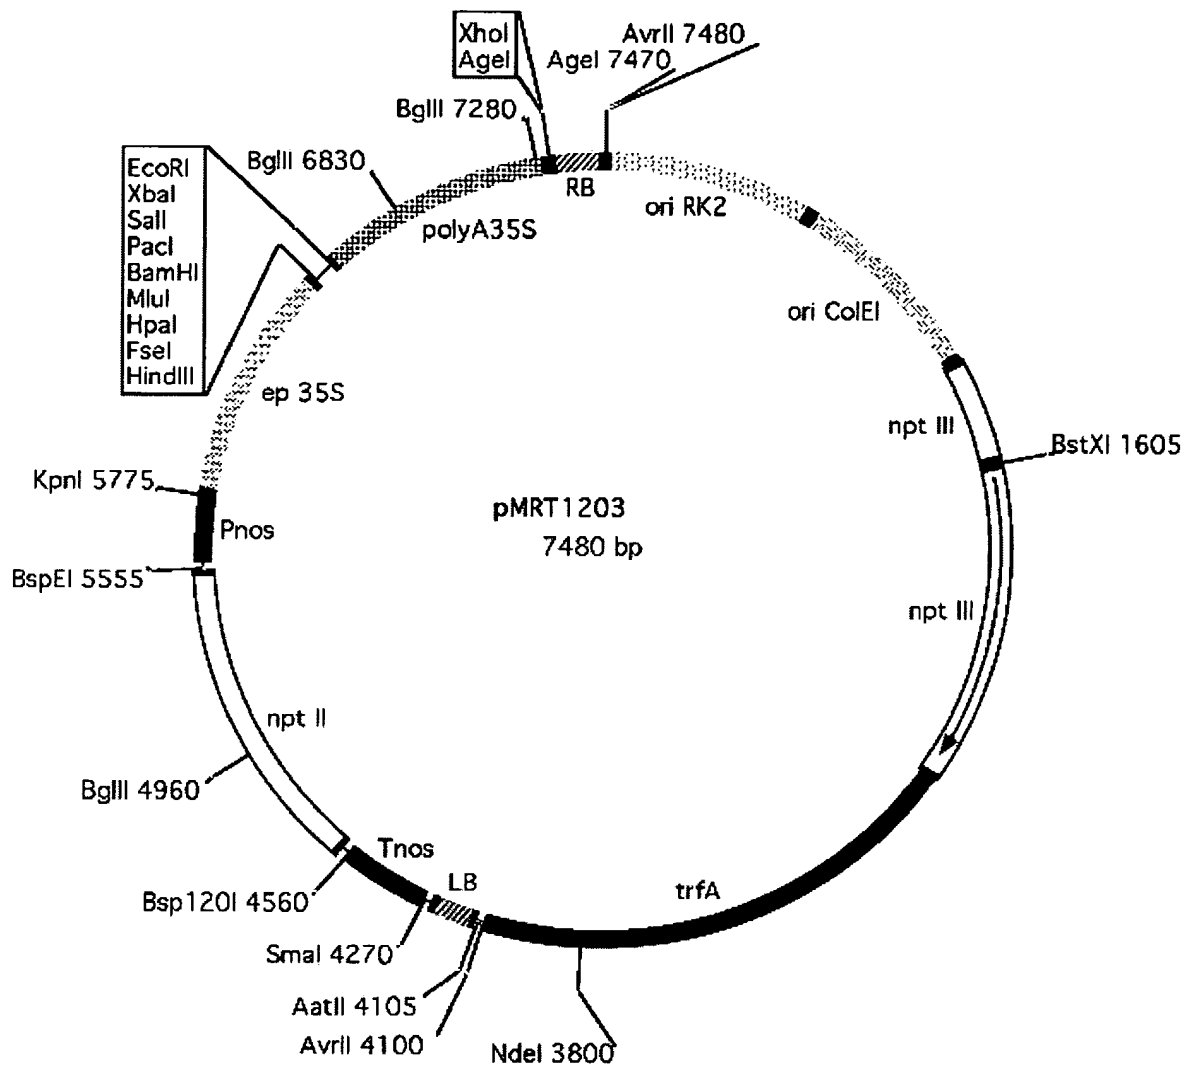 XhoI
AgeI
AvrII 7480
AgeI 7470
BglII 7280
BglII 6830
EcoRI
XbaI
SalI
PacI
BamHI
MluI
HpaI
FseI
HindIII
RB
ori RK2
polyA35S
ori ColEI
ep 35S
npt III
BstXI 1605
KpnI 5775
pMRT1203
7480 bp
Pnos
BspEI 5555
npt III
npt II
BglII 4960
Tnos
LB
trfA
Bsp120I 4560
SmaI 4270
AatII 4105
AvrII 4100
NdeI 3800